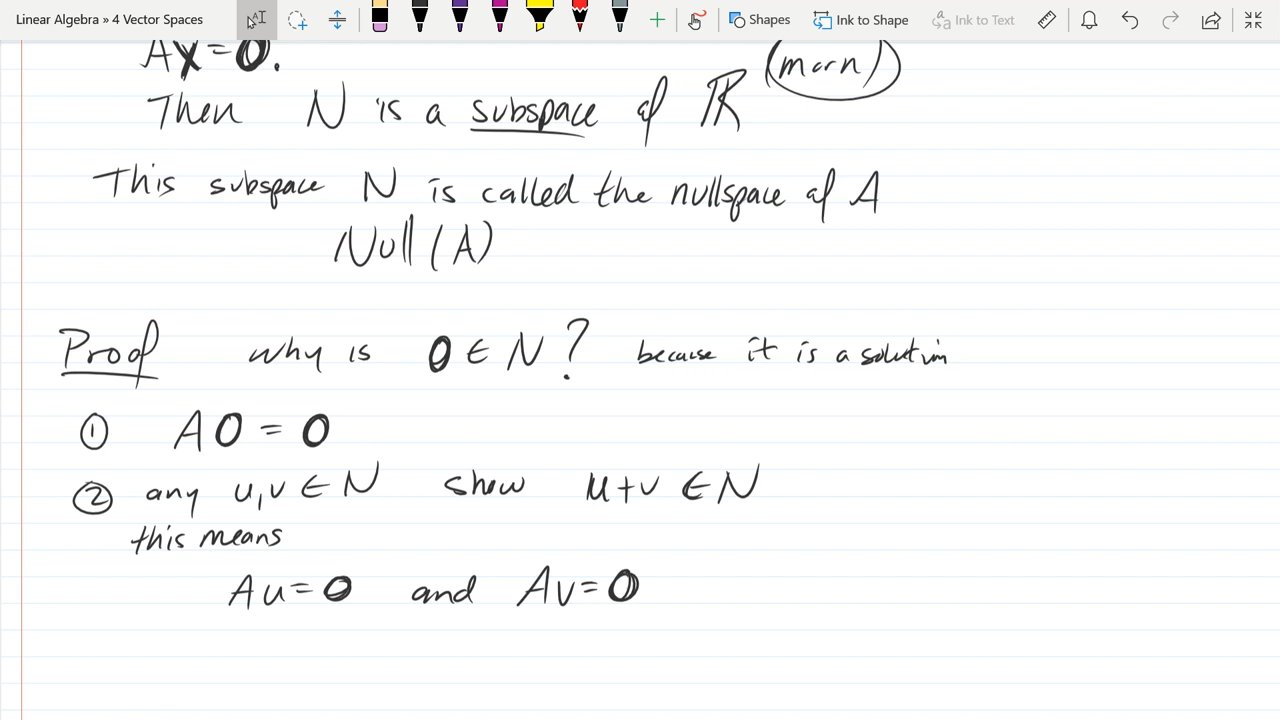 Linear Algebra » 4 Vector Spaces
Shapes
Ink to Shape
Ink to Text
AX=0.
Then N is a subspace of ℝ (m or n)
This subspace N is called the nullspace of A
Null(A)
Proof why is 0 ∈ N? because it is a solution
① A0 = 0
② any u,v ∈ N show u+v ∈ N
this means
Au=0 and Av=0